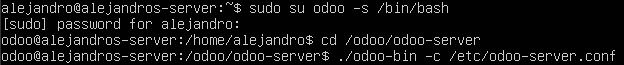 alejandro@alejandros-server:~$ sudo su odoo -s /bin/bash
[sudo] password for alejandro:
odoo@alejandros-server:/home/alejandro$ cd /odoo/odoo-server
odoo@alejandros-server:/odoo/odoo-server$ ./odoo-bin -c /etc/odoo-server.conf